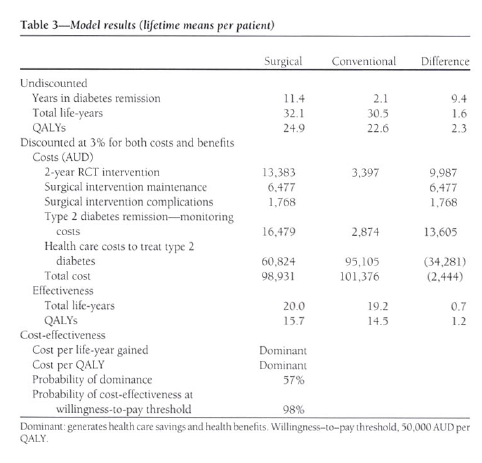 Table 3—Model results (lifetime means per patient)
Surgical Conventional Difference
Undiscounted
Years in diabetes remission 11.4 2.1 9.4
Total life-years 32.1 30.5 1.6
QALYs 24.9 22.6 2.3
Discounted at 3% for both costs and benefits
Costs (AUD)
2-year RCT intervention 13,383 3,397 9,987
Surgical intervention maintenance 6,477 6,477
Surgical intervention complications 1,768 1,768
Type 2 diabetes remission—monitoring
costs 16,479 2,874 13,605
Health care costs to treat type 2
diabetes 60,824 95,105 (34,281)
Total cost 98,931 101,376 (2,444)
Effectiveness
Total life-years 20.0 19.2 0.7
QALYs 15.7 14.5 1.2
Cost-effectiveness
Cost per life-year gained Dominant
Cost per QALY Dominant
Probability of dominance 57%
Probability of cost-effectiveness at
willingness-to-pay threshold 98%
Dominant: generates health care savings and health benefits. Willingness-to-pay threshold, 50,000 AUD per
QALY.